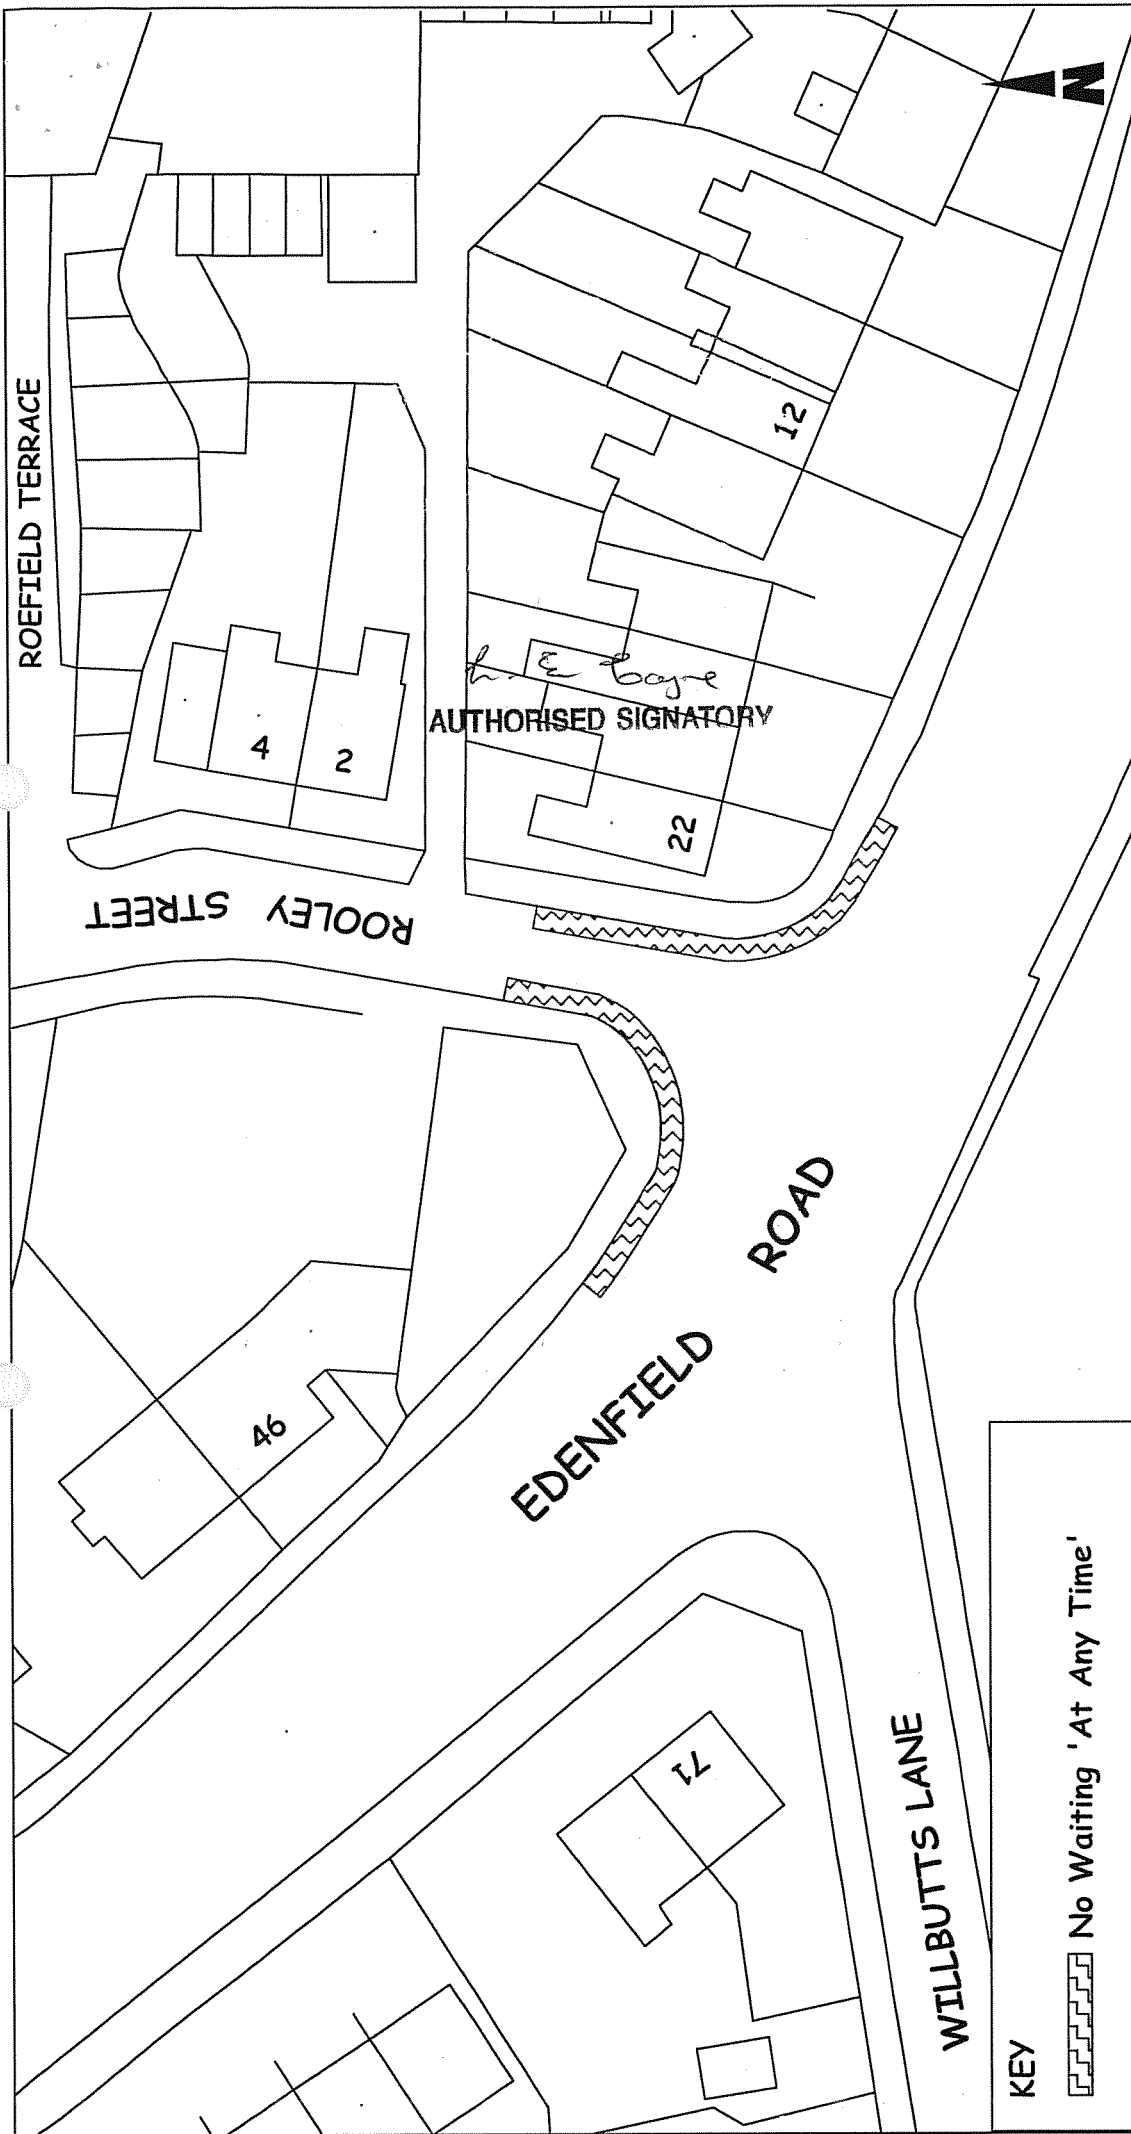 ROEFIELD TERRACE
ROOLEY STREET
4
2
12
22
AUTHORISED SIGNATORY
46
EDENFIELD ROAD
71
WILLBUTTS LANE
N
KEY
No Waiting 'At Any Time'